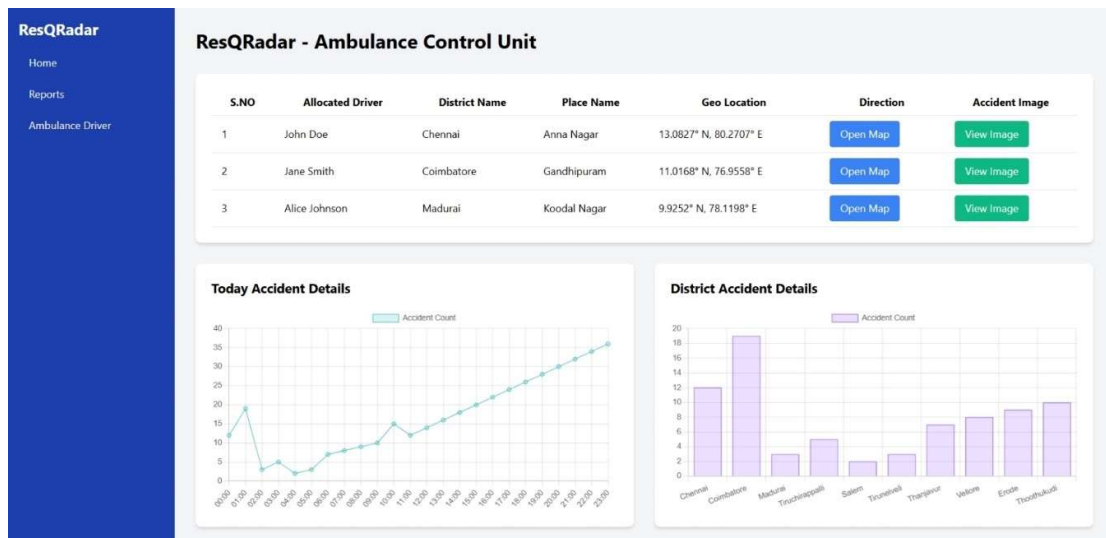 ResQRadar
Home
Reports
Ambulance Driver
ResQRadar - Ambulance Control Unit
S.NO Allocated Driver District Name Place Name Geo Location Direction Accident Image
1 John Doe Chennai Anna Nagar 13.0827° N, 80.2707° E Open Map View Image
2 Jane Smith Coimbatore Gandhipuram 11.0168° N, 76.9558° E Open Map View Image
3 Alice Johnson Madurai Koodal Nagar 9.9252° N, 78.1198° E Open Map View Image
Today Accident Details
Accident Count
40
35
30
25
20
15
10
5
0
00:00 01:00 02:00 03:00 04:00 05:00 06:00 07:00 08:00 09:00 10:00 11:00 12:00 13:00 14:00 15:00 16:00 17:00 18:00 19:00 20:00 21:00 22:00 23:00
District Accident Details
Accident Count
20
18
16
14
12
10
8
6
4
2
0
Chennai Coimbatore Madurai Tiruchirappalli Salem Tirunelveli Thanjavur Vellore Erode Thoothukudi